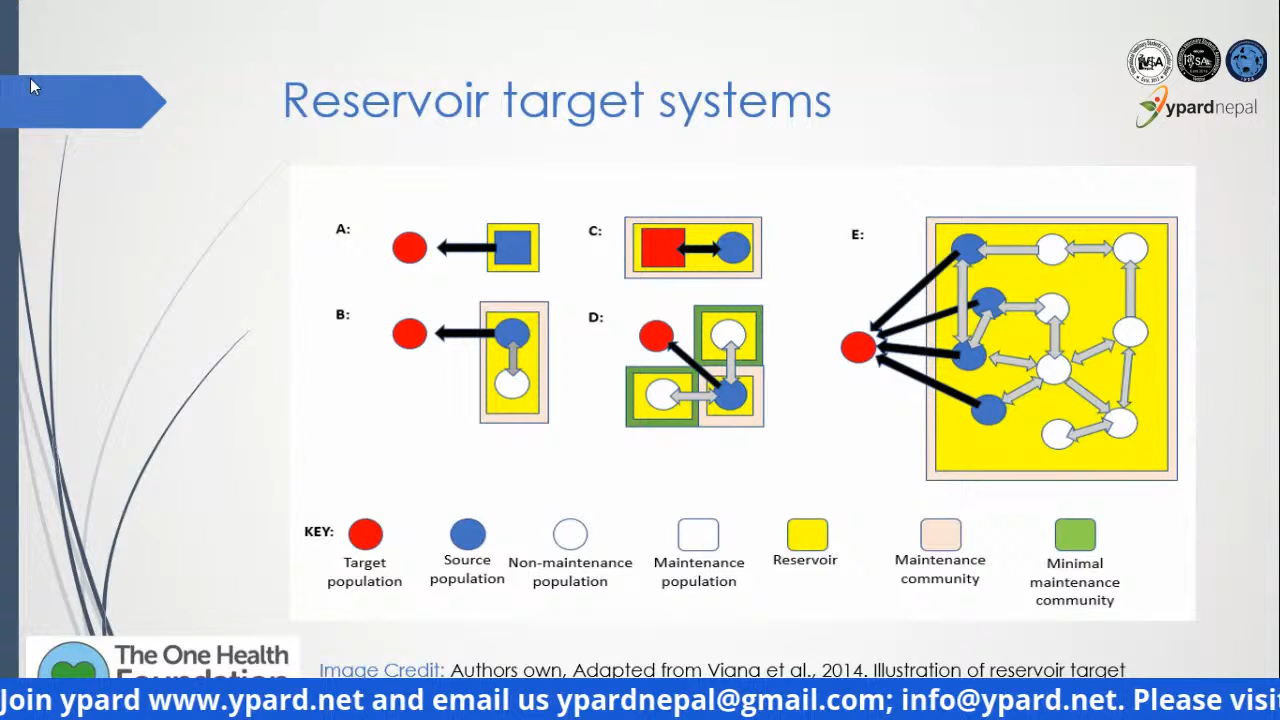 Reservoir target systems
ypardnepal
A:
C:
E:
B:
D:
KEY:
Target population
Source population
Non-maintenance population
Maintenance population
Reservoir
Maintenance community
Minimal maintenance community
The One Health
Foundation
Image Credit: Authors own, Adapted from Viana et al., 2014. Illustration of reservoir target
Join ypard www.ypard.net and email us ypardnepal@gmail.com; info@ypard.net. Please visi